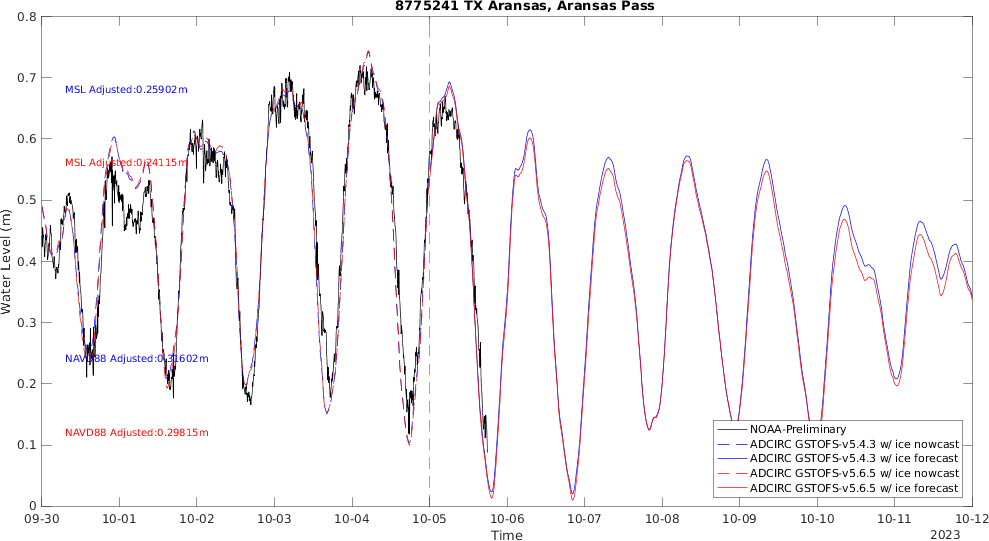 8775241 TX Aransas, Aransas Pass
0.8
0.7
0.6
0.5
0.4
0.3
0.2
0.1
0
Water Level (m)
MSL Adjusted:0.25902m
MSL Adjusted:0.24115m
NAVD88 Adjusted:0.31602m
NAVD88 Adjusted:0.29815m
NOAA-Preliminary
ADCIRC GSTOFS-v5.4.3 w/ ice nowcast
ADCIRC GSTOFS-v5.4.3 w/ ice forecast
ADCIRC GSTOFS-v5.6.5 w/ ice nowcast
ADCIRC GSTOFS-v5.6.5 w/ ice forecast
09-30 10-01 10-02 10-03 10-04 10-05 10-06 10-07 10-08 10-09 10-10 10-11 10-12
Time
2023